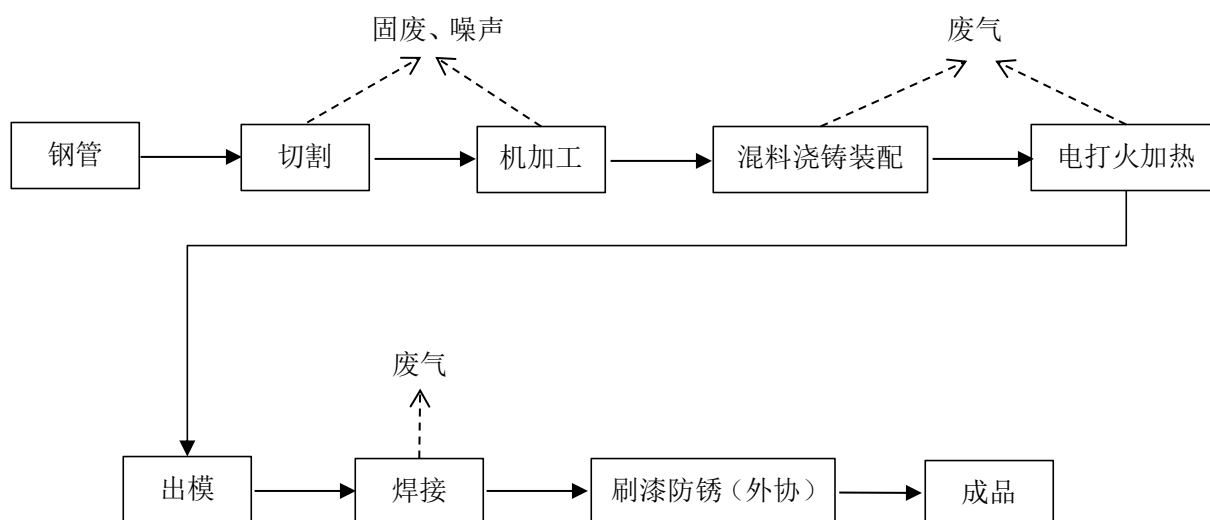 固废、噪声
废气
钢管
切割
机加工
混料浇铸装配
电打火加热
废气
出模
焊接
刷漆防锈（外协）
成品